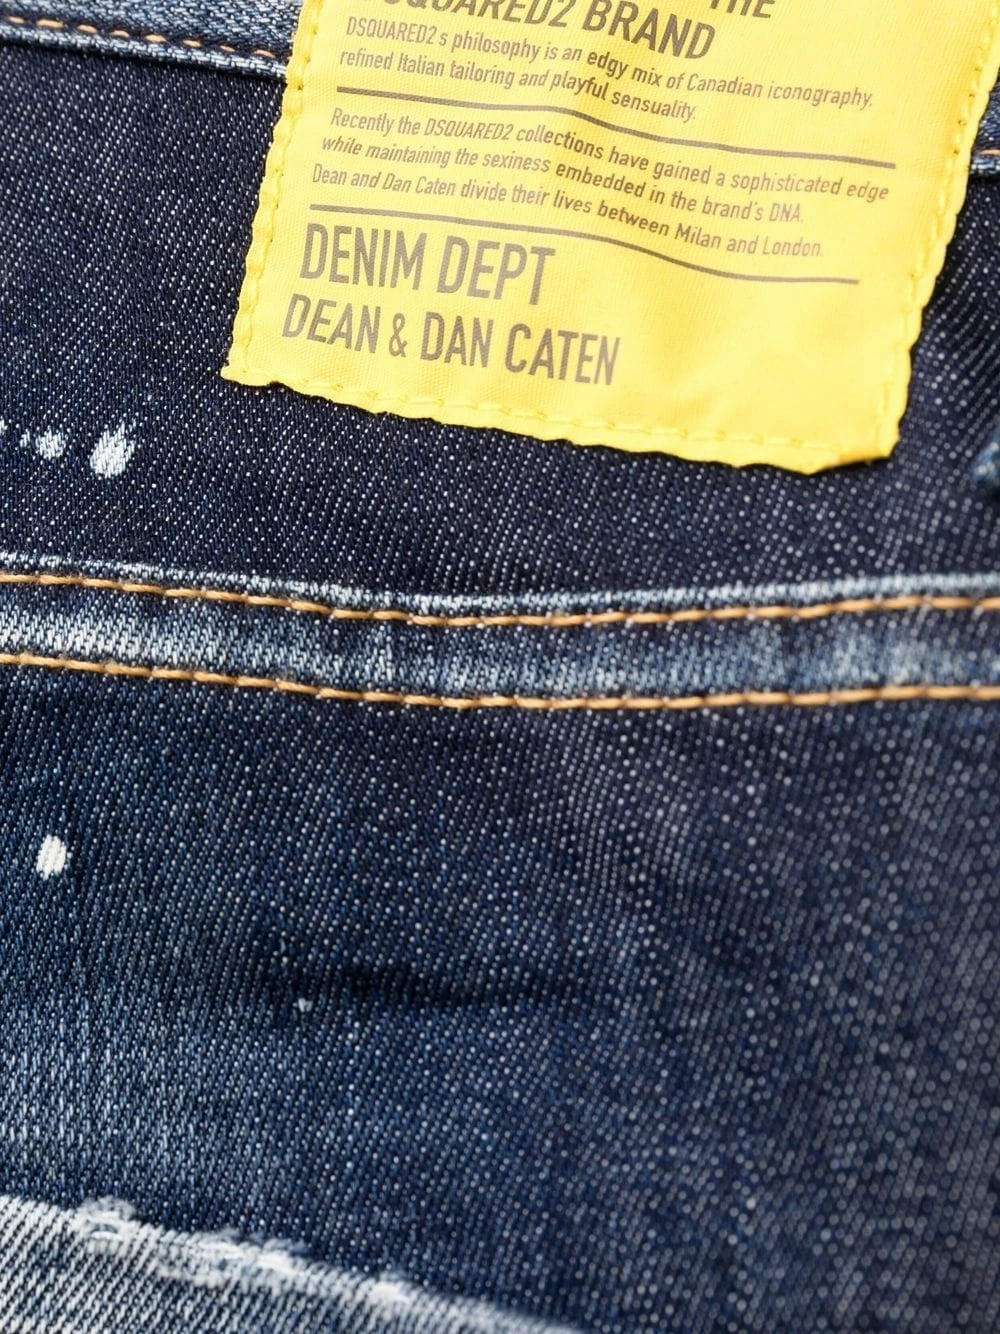 THE
DSQUARED2 BRAND
DSQUARED2 s philosophy is an edgy mix of Canadian iconography.
refined Italian tailoring and playful sensuality.
Recently the DSQUARED2 collections have gained a sophisticated edge
while maintaining the sexiness embedded in the brand's DNA.
Dean and Dan Caten divide their lives between Milan and London.
DENIM DEPT
DEAN & DAN CATEN